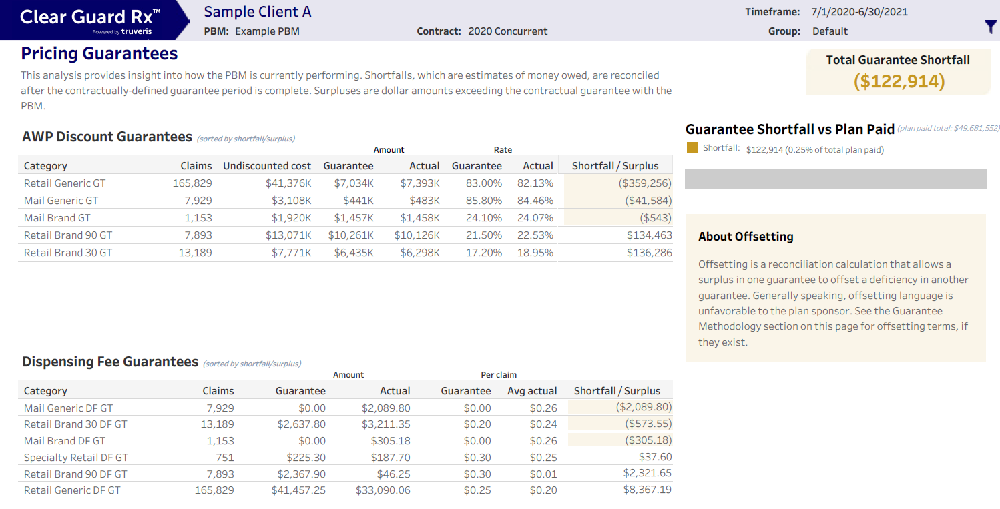 Clear Guard Rx™
Powered by truveris
Sample Client A
PBM: Example PBM
Contract: 2020 Concurrent
Timeframe: 7/1/2020-6/30/2021
Group: Default
Pricing Guarantees
This analysis provides insight into how the PBM is currently performing. Shortfalls, which are estimates of money owed, are reconciled
after the contractually-defined guarantee period is complete. Surpluses are dollar amounts exceeding the contractual guarantee with the
PBM.
Total Guarantee Shortfall
($122,914)
AWP Discount Guarantees (sorted by shortfall/surplus)
Amount Rate
Category Claims Undiscounted cost Guarantee Actual Guarantee Actual Shortfall / Surplus
Retail Generic GT 165,829 $41,376K $7,034K $7,393K 83.00% 82.13% ($359,256)
Mail Generic GT 7,929 $3,108K $441K $483K 85.80% 84.46% ($41,584)
Mail Brand GT 1,153 $1,920K $1,457K $1,458K 24.10% 24.07% ($543)
Retail Brand 90 GT 7,893 $13,071K $10,261K $10,126K 21.50% 22.53% $134,463
Retail Brand 30 GT 13,189 $7,771K $6,435K $6,298K 17.20% 18.95% $136,286
Guarantee Shortfall vs Plan Paid (plan paid total: $49,681,552)
Shortfall: $122,914 (0.25% of total plan paid)
About Offsetting
Offsetting is a reconciliation calculation that allows a
surplus in one guarantee to offset a deficiency in another
guarantee. Generally speaking, offsetting language is
unfavorable to the plan sponsor. See the Guarantee
Methodology section on this page for offsetting terms, if
they exist.
Dispensing Fee Guarantees (sorted by shortfall/surplus)
Amount Per claim
Category Claims Guarantee Actual Guarantee Avg actual Shortfall / Surplus
Mail Generic DF GT 7,929 $0.00 $2,089.80 $0.00 $0.26 ($2,089.80)
Retail Brand 30 DF GT 13,189 $2,637.80 $3,211.35 $0.20 $0.24 ($573.55)
Mail Brand DF GT 1,153 $0.00 $305.18 $0.00 $0.26 ($305.18)
Specialty Retail DF GT 751 $225.30 $187.70 $0.30 $0.25 $37.60
Retail Brand 90 DF GT 7,893 $2,367.90 $46.25 $0.30 $0.01 $2,321.65
Retail Generic DF GT 165,829 $41,457.25 $33,090.06 $0.25 $0.20 $8,367.19